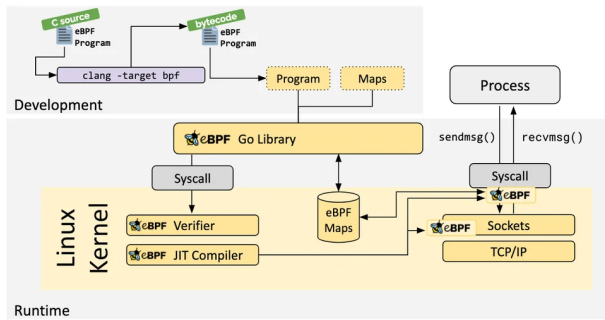 C source
eBPF
Program
bytecode
eBPF
Program
clang -target bpf
Program
Maps
Development
Process
eBPF Go Library
sendmsg()
recvmsg()
Syscall
Syscall
eBPF
Linux
Kernel
eBPF Verifier
eBPF
Maps
eBPF
Sockets
eBPF JIT Compiler
TCP/IP
Runtime